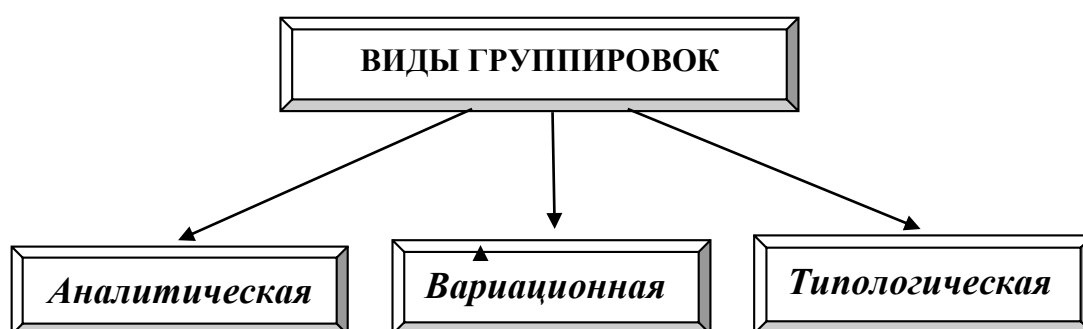 ВИДЫ ГРУППИРОВОК
Аналитическая
Вариационная
Типологическая